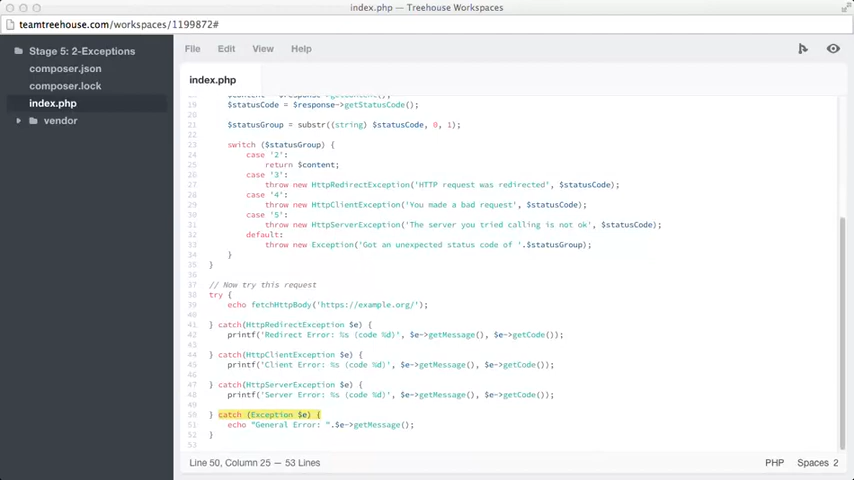 index.php — Treehouse Workspaces
teamtreehouse.com/workspaces/1199872#
Stage 5: 2-Exceptions
composer.json
composer.lock
index.php
vendor
File Edit View Help
index.php
19 $statusCode = $response->getStatusCode();
20
21 $statusGroup = substr((string) $statusCode, 0, 1);
22
23 switch ($statusGroup) {
24 case '2':
25 return $content;
26 case '3':
27 throw new HttpRedirectException('HTTP request was redirected', $statusCode);
28 case '4':
29 throw new HttpClientException('You made a bad request', $statusCode);
30 case '5':
31 throw new HttpServerException('The server you tried calling is not ok', $statusCode);
32 default:
33 throw new Exception('Got an unexpected status code of '.$statusGroup);
34 }
35 }
36
37 // Now try this request
38 try {
39 echo fetchHttpBody('https://example.org/');
40
41 } catch(HttpRedirectException $e) {
42 printf('Redirect Error: %s (code %d)', $e->getMessage(), $e->getCode());
43
44 } catch(HttpClientException $e) {
45 printf('Client Error: %s (code %d)', $e->getMessage(), $e->getCode());
46
47 } catch(HttpServerException $e) {
48 printf('Server Error: %s (code %d)', $e->getMessage(), $e->getCode());
49
50 } catch (Exception $e) {
51 echo "General Error: ".$e->getMessage();
52 }
53
Line 50, Column 25 — 53 Lines
PHP Spaces 2